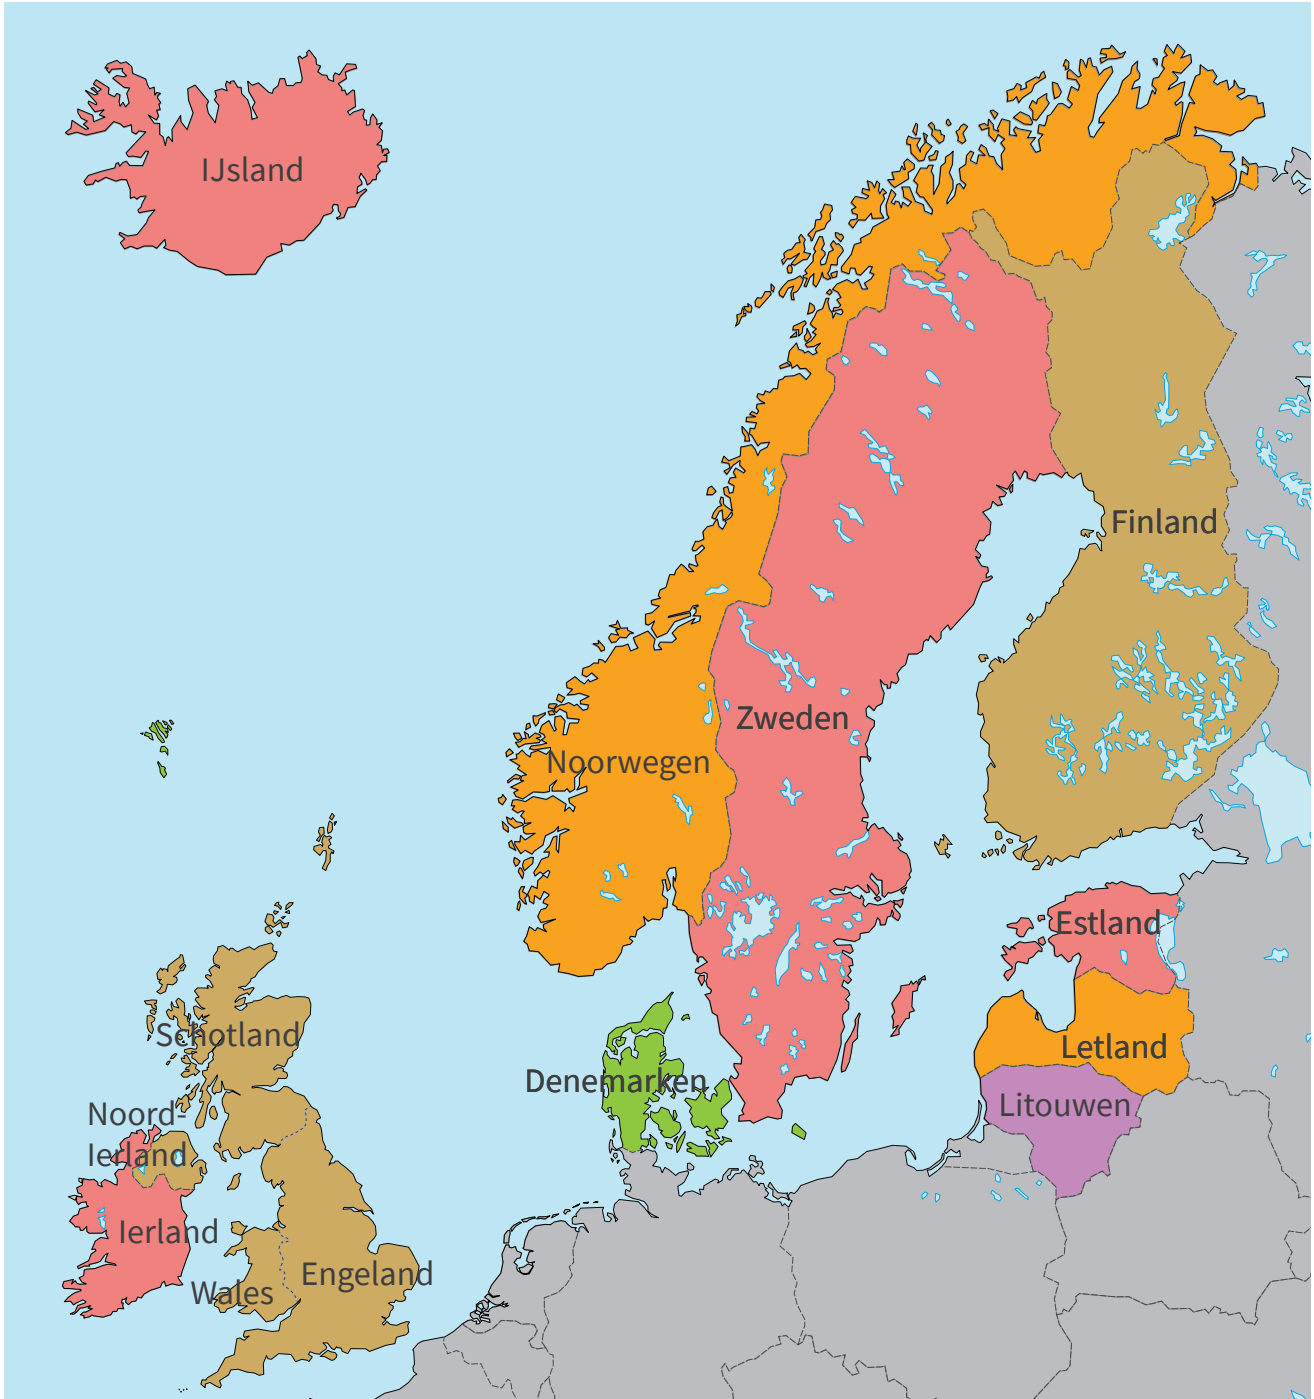 IJsland
Finland
Zweden
Noorwegen
Estland
Schotland
Letland
Denemarken
Litouwen
Noord-
Ierland
Ierland
Engeland
Wales